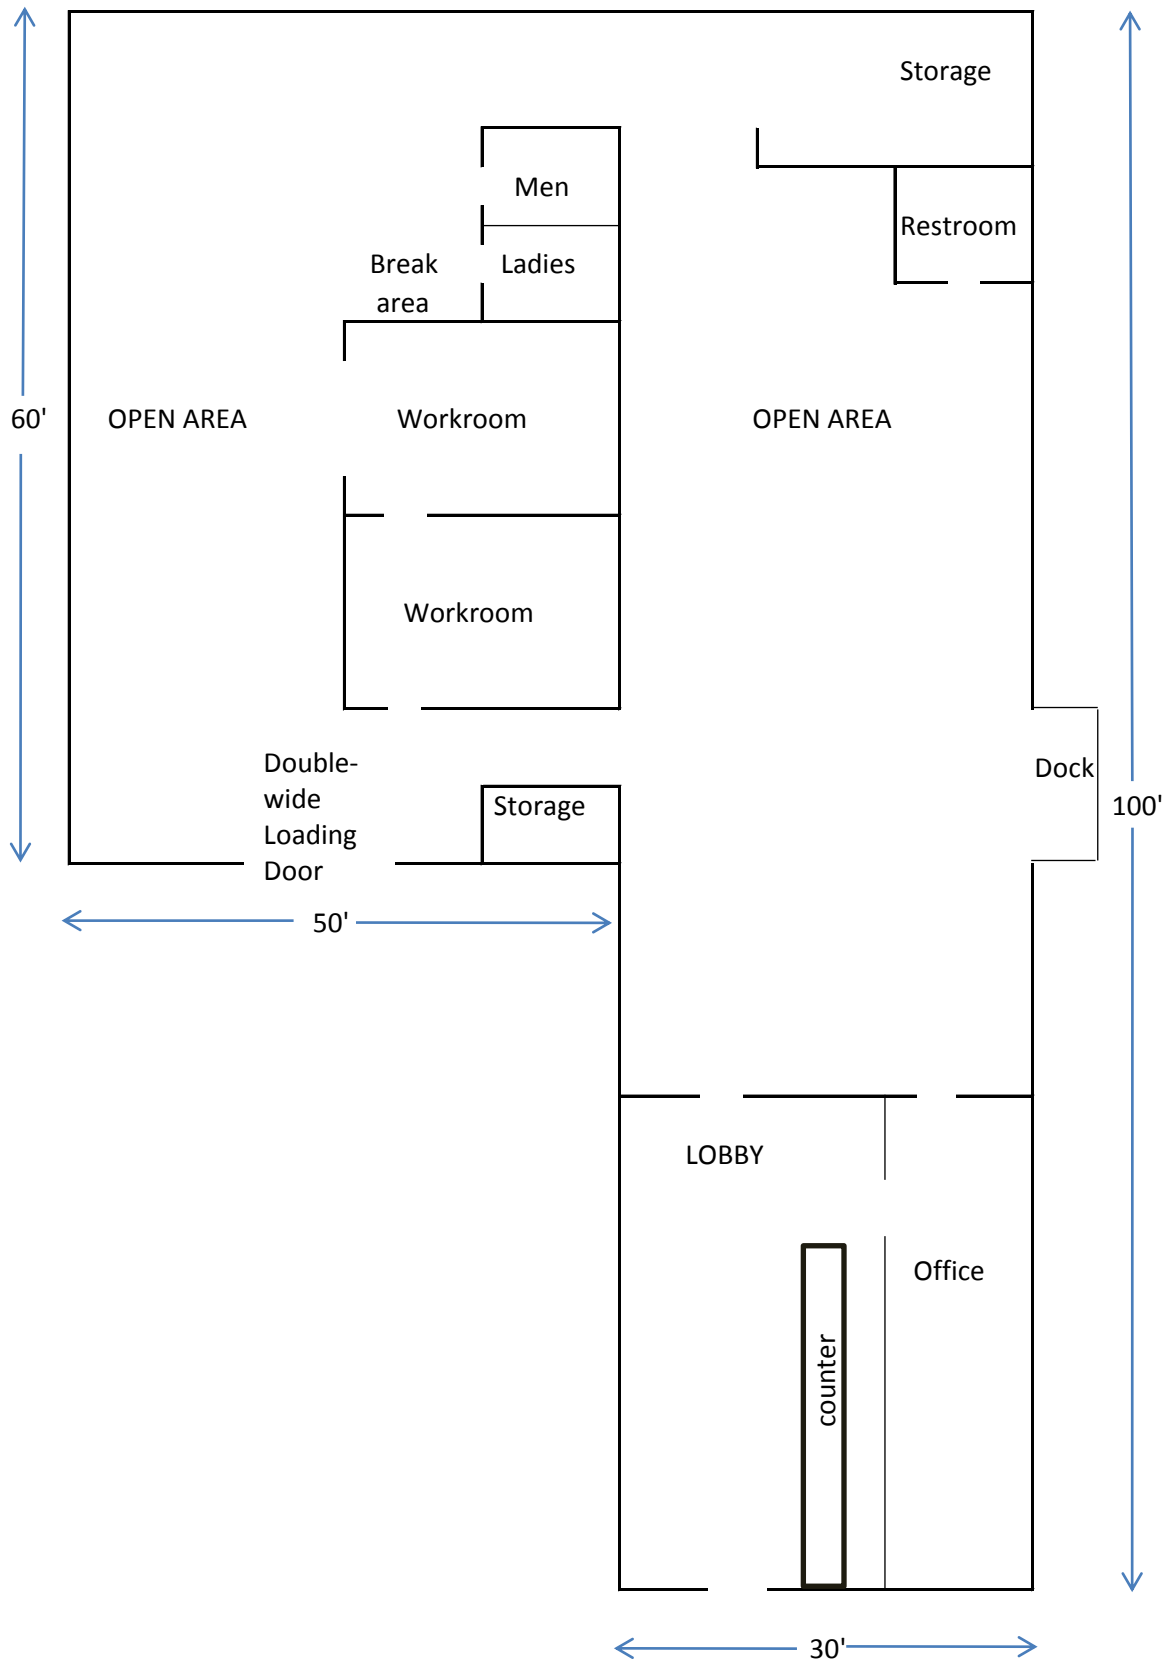 Storage
Men
Restroom
Break
area
Ladies
60'
OPEN AREA
Workroom
OPEN AREA
Workroom
Double-
wide
Loading
Door
Storage
Dock
100'
50'
LOBBY
Office
counter
30'